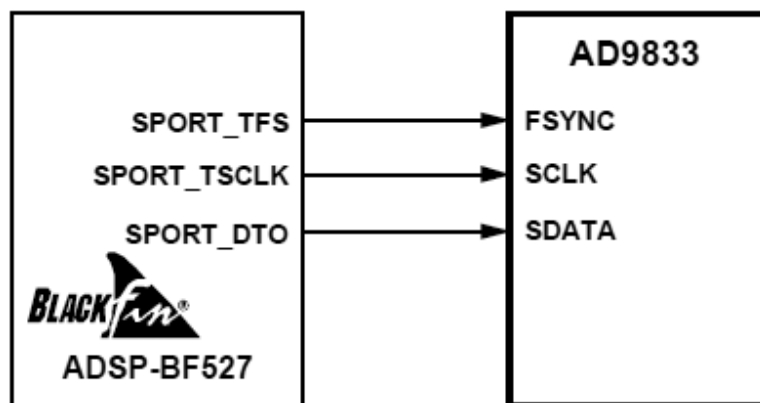 AD9833
SPORT_TFS FSYNC
SPORT_TSCLK SCLK
SPORT_DTO SDATA
BLACKfin®
ADSP-BF527